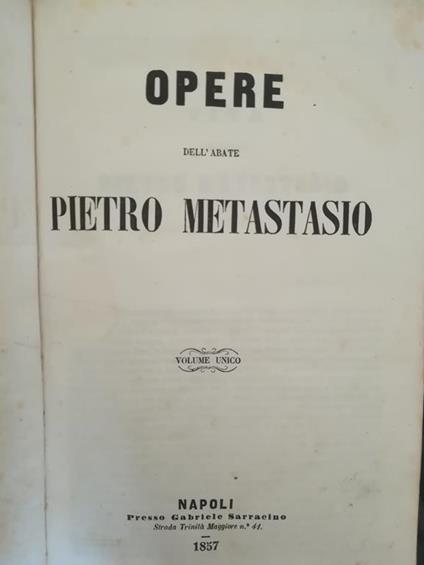 OPERE
DELL'ABATE
PIETRO METASTASIO
VOLUME UNICO
NAPOLI
Presso Gabriele Sarracino
Strada Trinità Maggiore n.° 41.
1857